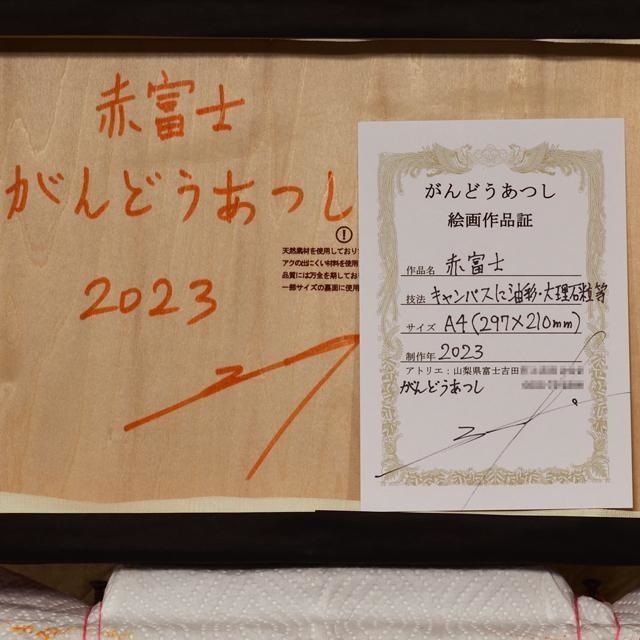 赤富士
がんどうあつし
2023
天然素材を使用しており
アクの出にくい材料を使用
品質には万全を期してお
一部サイズの裏面に使用
がんどうあつし
絵画作品証
作品名 赤富士
技法 キャンバスに油彩・大理石粒等
サイズ A4(297×210mm)
制作年 2023
アトリエ：山梨県富士吉田
がんどうあつし